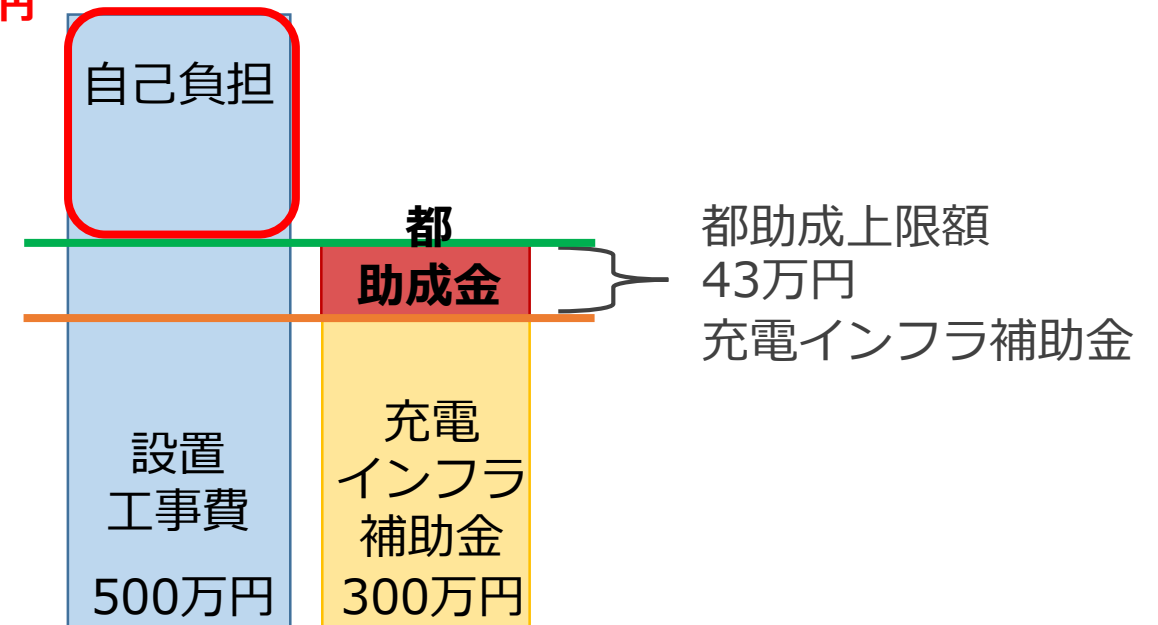 円
自己負担
都
助成金
都助成上限額
43万円
充電インフラ補助金
設置
工事費
500万円
充電
インフラ
補助金
300万円